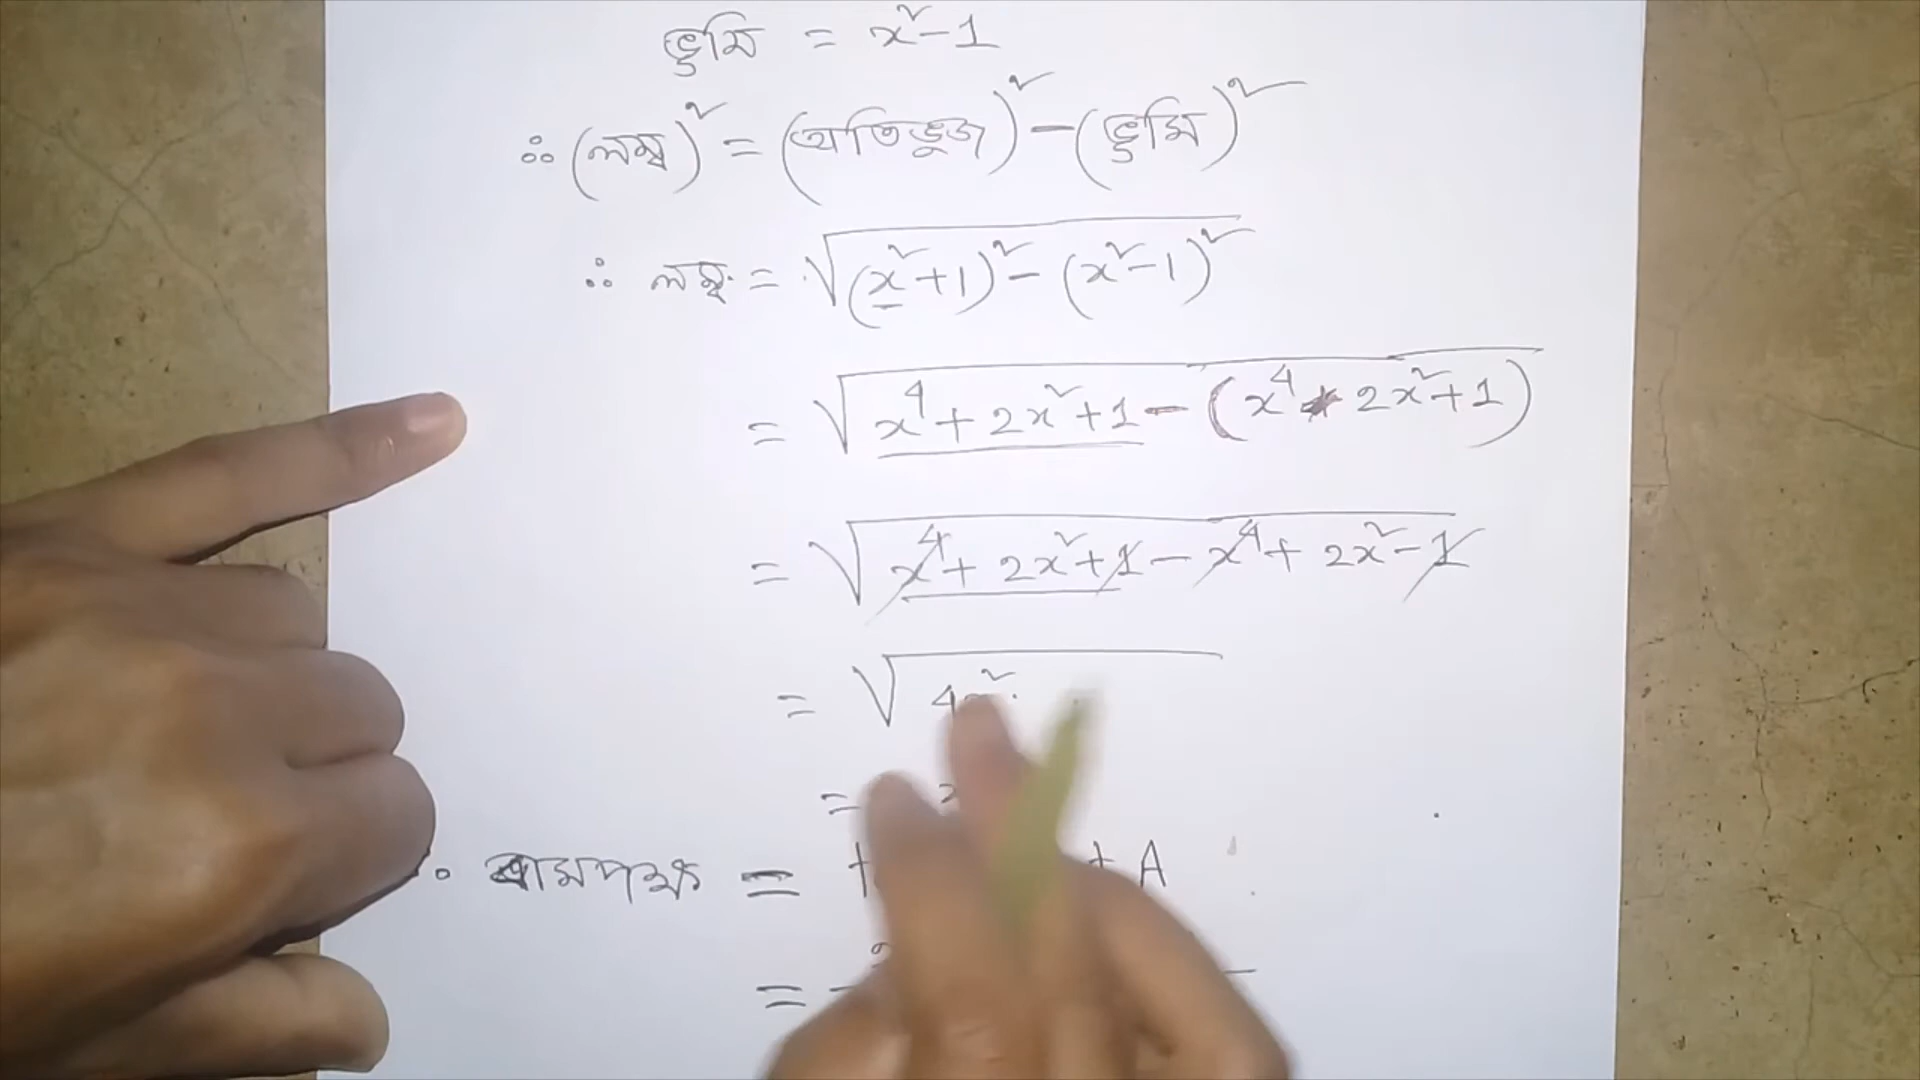 ভূমি = x²-1
∴ (লম্ব)² = (অতিভূজ)² - (ভূমি)²
∴ লম্ব = √((x²+1)² - (x²-1)²)
= √(x⁴+2x²+1 - (x⁴ - 2x²+1))
= √(x⁴+2x²+1 - x⁴+2x²-1)
= √(4x²)
=
বামপক্ষ = + A
=